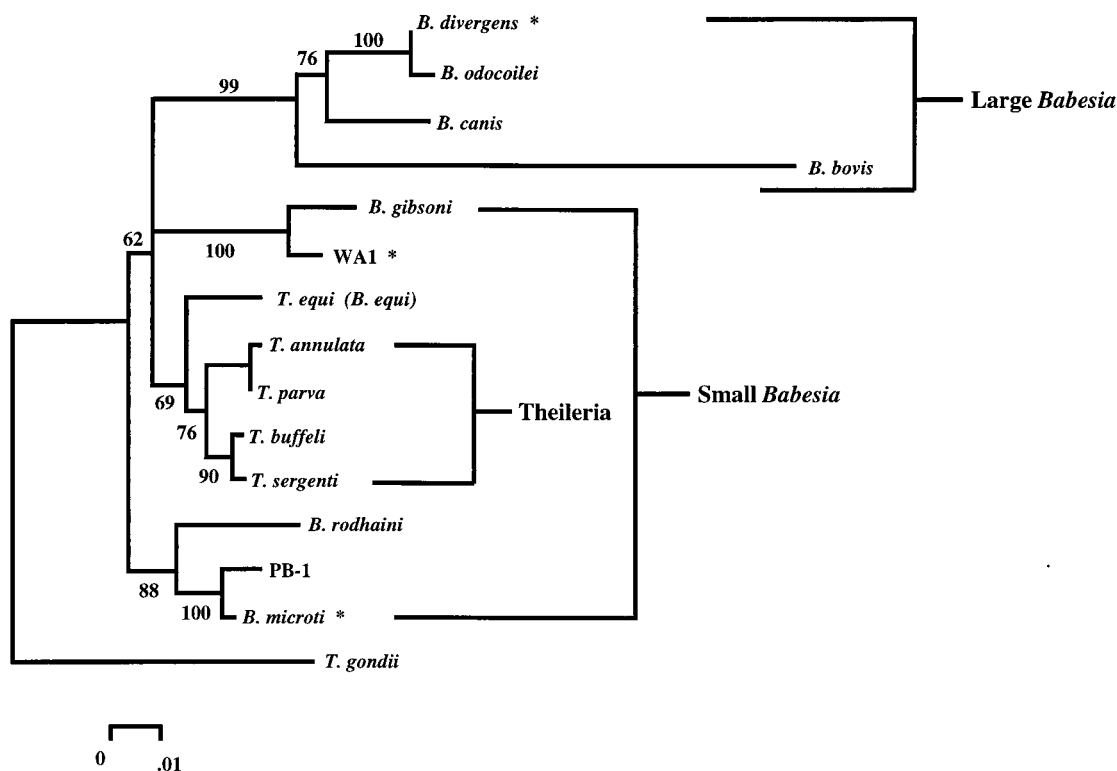 B. divergens *
100
76
B. odocoilei
99
Large Babesia
B. canis
B. bovis
B. gibsoni
62
100
WA1 *
T. equi (B. equi)
T. annulata
T. parva
Small Babesia
69
Theileria
76
T. buffeli
90
T. sergenti
B. rodhaini
PB-1
88
100
B. microti *
T. gondii
0 .01